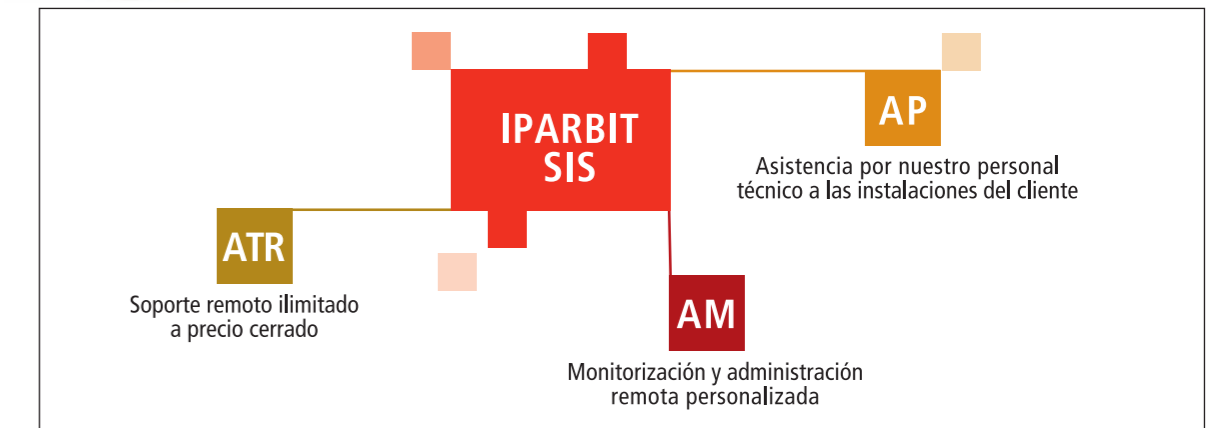 IPARBIT
SIS
AP
Asistencia por nuestro personal
técnico a las instalaciones del cliente
ATR
Soporte remoto ilimitado
a precio cerrado
AM
Monitorización y administración
remota personalizada